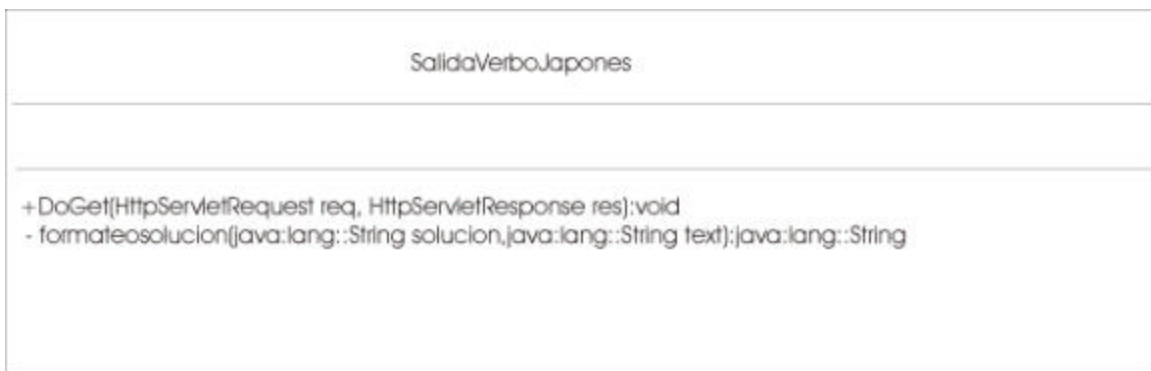 SalidaVerboJapones
+DoGet(HttpServletRequest req, HttpServletResponse res):void
- formateosolucion(java:lang::String solucion,java:lang::String text):java:lang::String